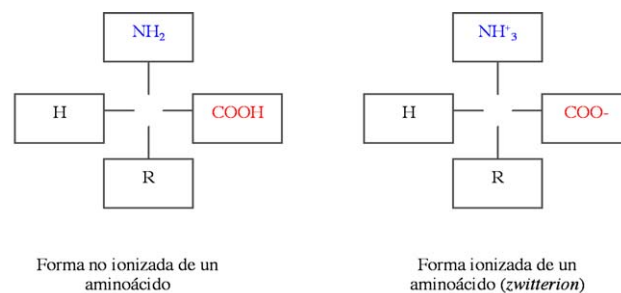 NH₂
H
COOH
R
Forma no ionizada de un
aminoácido
NH⁺₃
H
COO-
R
Forma ionizada de un
aminoácido (zwitterion)